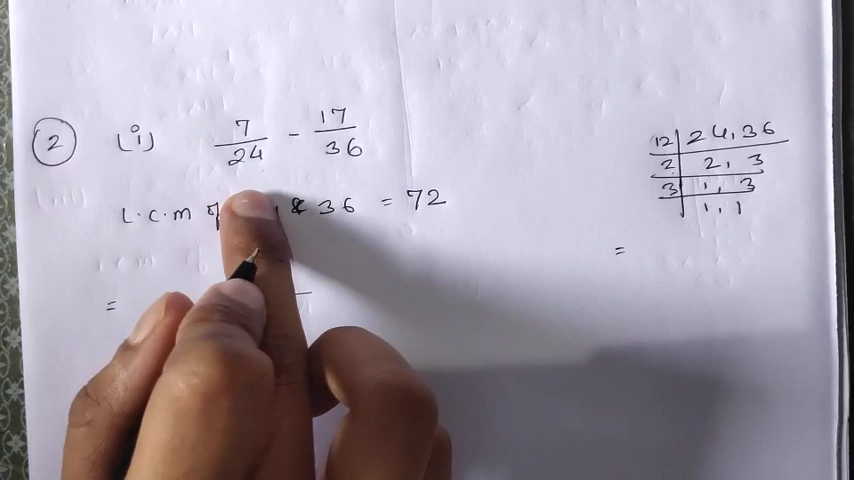 2 (i) 7/24 - 17/36
L.C.M & 36 = 72
=
12 | 24, 36
2 | 2, 3
3 | 1, 3
1, 1
=